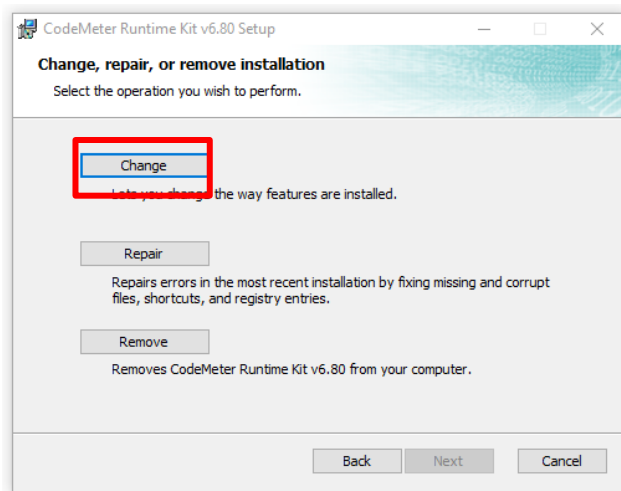 CodeMeter Runtime Kit v6.80 Setup
Change, repair, or remove installation
Select the operation you wish to perform.
Change
Lets you change the way features are installed.
Repair
Repairs errors in the most recent installation by fixing missing and corrupt
files, shortcuts, and registry entries.
Remove
Removes CodeMeter Runtime Kit v6.80 from your computer.
Back
Next
Cancel